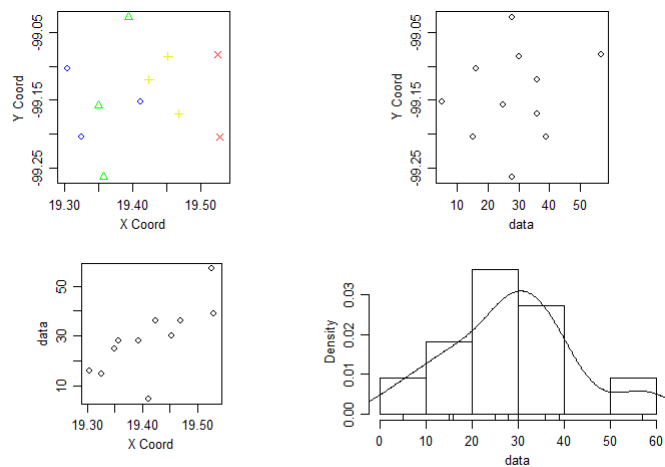 -99.05
-99.15
-99.25
Y Coord
19.30
19.40
19.50
X Coord
-99.05
-99.15
-99.25
Y Coord
10 20 30 40 50
data
50
30
10
data
19.30
19.40
19.50
X Coord
0.03
0.02
0.01
0.00
Density
0 10 20 30 40 50 60
data